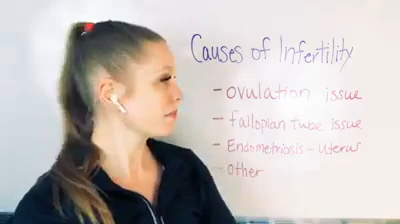 Causes of Infertility
- ovulation issue
- fallopian tube issue
- Endometriosis - Uterus
- Other